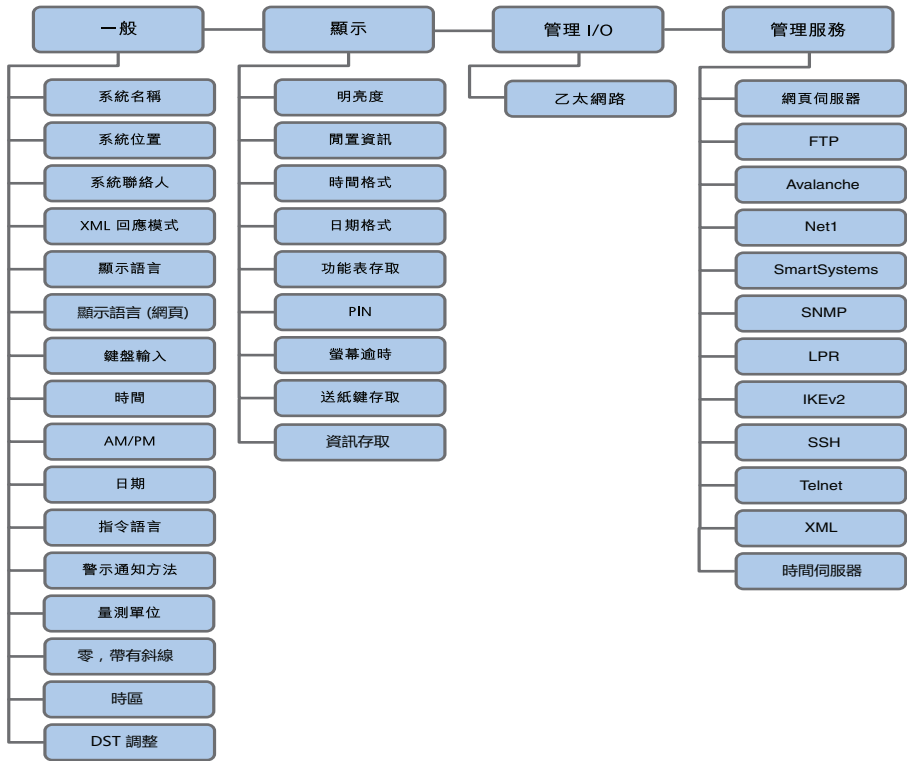 一般
顯示
管理 I/O
管理服務
系統名稱
系統位置
系統聯絡人
XML 回應模式
顯示語言
顯示語言 (網頁)
鍵盤輸入
時間
AM/PM
日期
指令語言
警示通知方法
量測單位
零，帶有斜線
時區
DST 調整
明亮度
閒置資訊
時間格式
日期格式
功能表存取
PIN
螢幕逾時
送紙鍵存取
資訊存取
乙太網路
網頁伺服器
FTP
Avalanche
Net1
SmartSystems
SNMP
LPR
IKEv2
SSH
Telnet
XML
時間伺服器